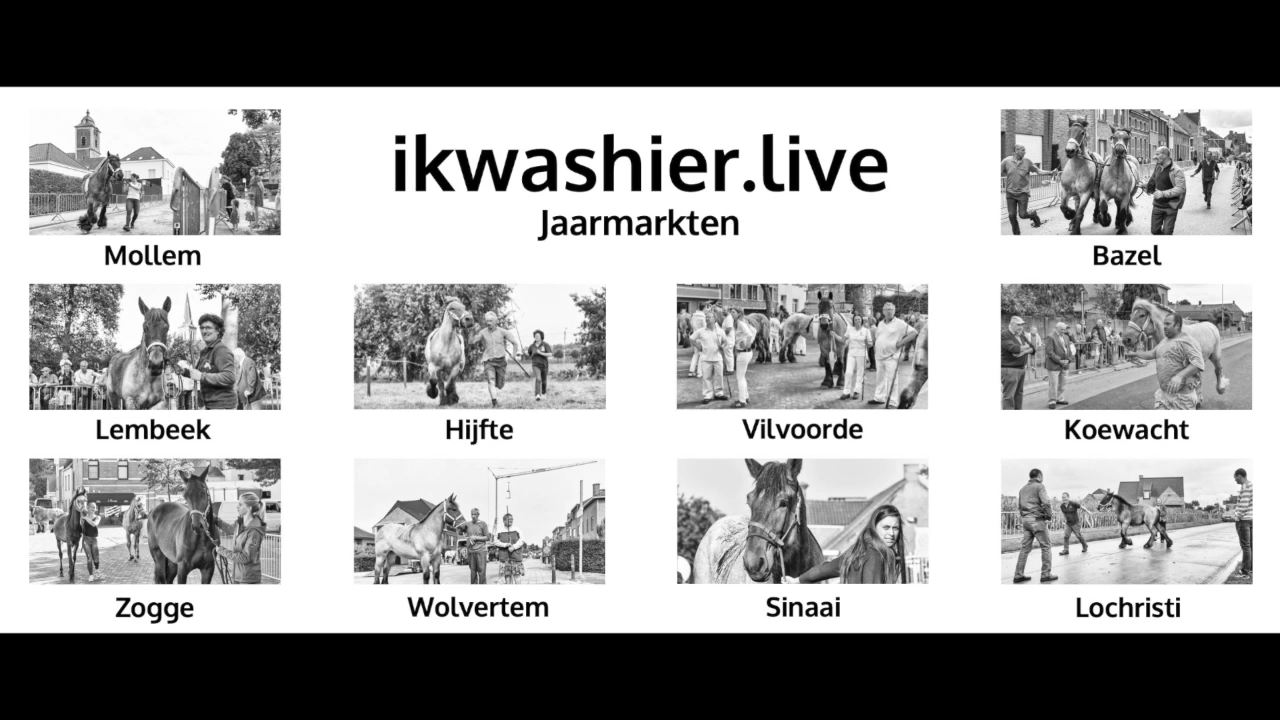 ikwashier.live
Jaarmarkten
Mollem
Bazel
Lembeek
Hijfte
Vilvoorde
Koewacht
Zogge
Wolvertem
Sinaai
Lochristi